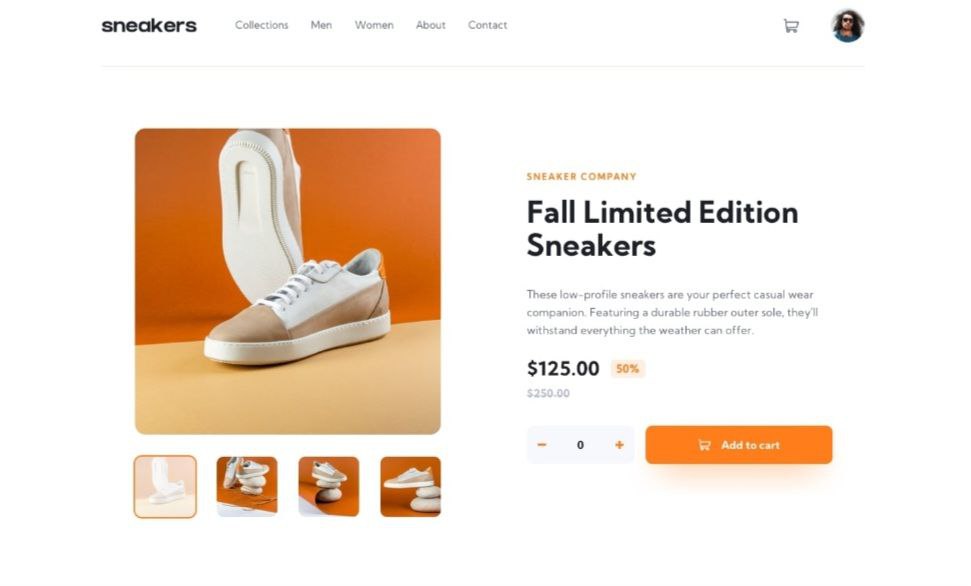 sneakers
Collections Men Women About Contact
SNEAKER COMPANY
Fall Limited Edition
Sneakers
These low-profile sneakers are your perfect casual wear
companion. Featuring a durable rubber outer sole, they'll
withstand everything the weather can offer.
$125.00 50%
$250.00
− 0 + Add to cart